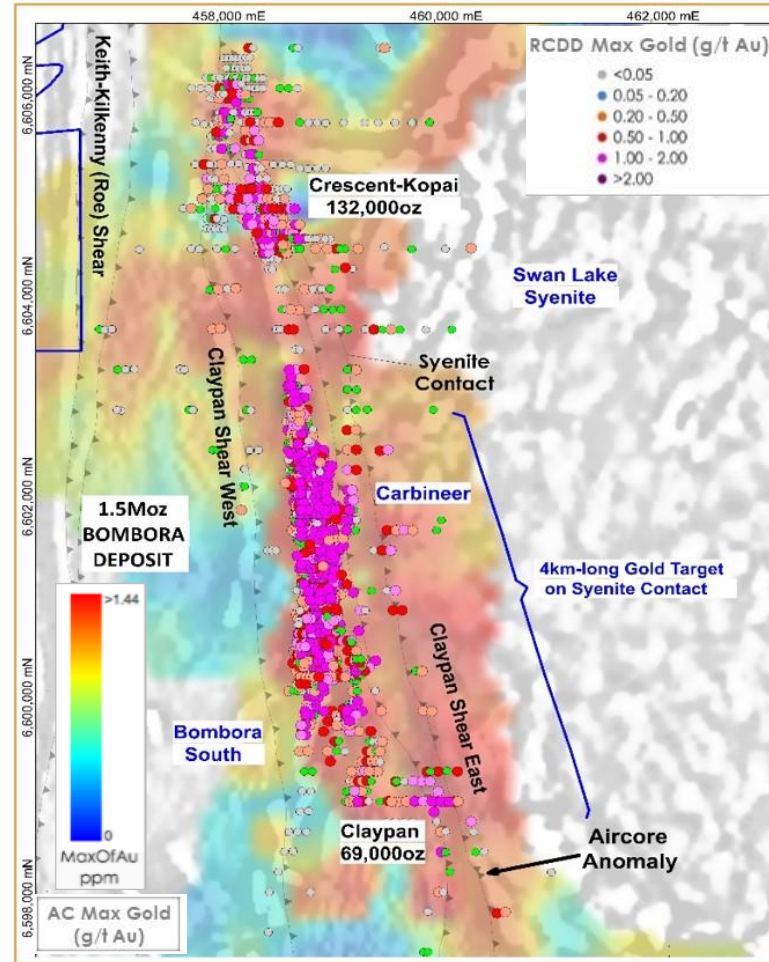 458,000 mE
460,000 mE
462,000 mE
6,606,000 mN
6,604,000 mN
6,602,000 mN
6,600,000 mN
6,598,000 mN
RCDD Max Gold (g/t Au)
<0.05
0.05 - 0.20
0.20 - 0.50
0.50 - 1.00
1.00 - 2.00
>2.00
Keith-Kilkenny (Roe) Shear
Crescent-Kopai
132,000oz
Swan Lake
Syenite
Syenite
Contact
Claypan Shear West
Carbineer
1.5Moz
BOMBORA
DEPOSIT
4km-long Gold Target
on Syenite Contact
Claypan Shear East
Bombora
South
Claypan
69,000oz
Aircore
Anomaly
>1.44
0
MaxOfAu
ppm
AC Max Gold
(g/t Au)